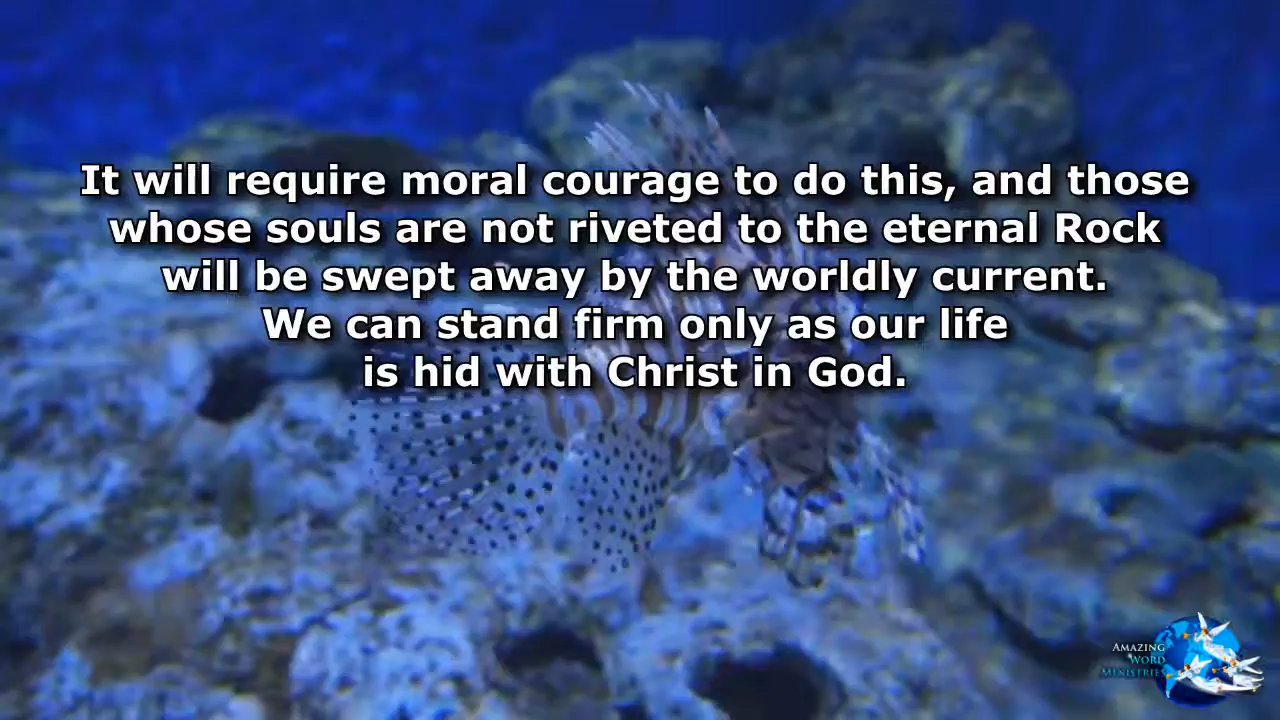 It will require moral courage to do this, and those
whose souls are not riveted to the eternal Rock
will be swept away by the worldly current.
We can stand firm only as our life
is hid with Christ in God.
AMAZING
WORD
MINISTRIES